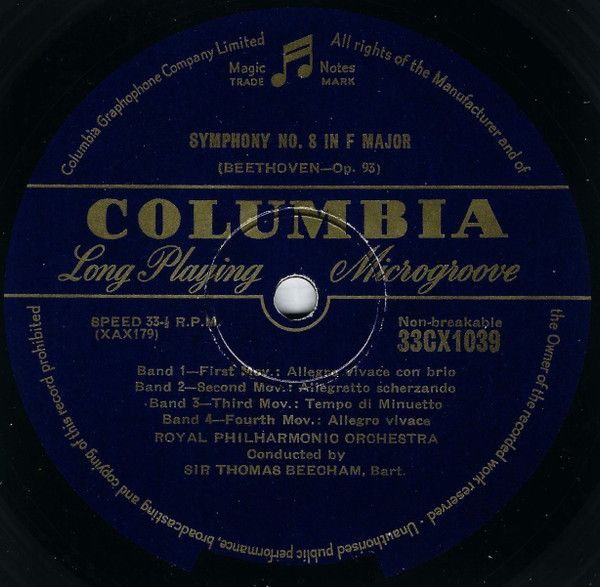 Columbia Graphophone Company Limited
All rights of the Manufacturer and of
the Owner of the recorded work reserved
Unauthorised public performance, broadcasting and copying of this record prohibited
Magic Notes
TRADE MARK
SYMPHONY NO. 8 IN F MAJOR
(BEETHOVEN—Op. 93)
COLUMBIA
Long Playing Microgroove
SPEED 33-⅓ R.P.M. Non-breakable
(XAX179) 33CX1039
Band 1—First Mov.: Allegro vivace con brio
Band 2—Second Mov.: Allegretto scherzando
Band 3—Third Mov.: Tempo di Minuetto
Band 4—Fourth Mov.: Allegro vivace
ROYAL PHILHARMONIC ORCHESTRA
Conducted by
SIR THOMAS BEECHAM, Bart.